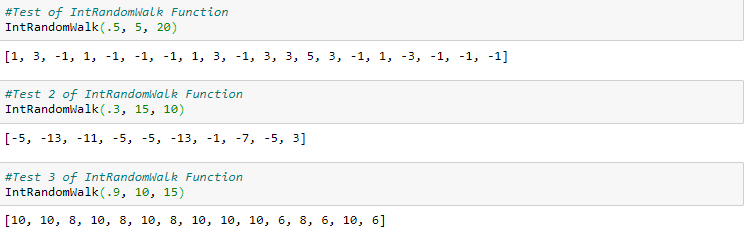 #Test of IntRandomWalk Function
IntRandomWalk(.5, 5, 20)
[1, 3, -1, 1, -1, -1, -1, 1, 3, -1, 3, 3, 5, 3, -1, 1, -3, -1, -1, -1]
#Test 2 of IntRandomWalk Function
IntRandomWalk(.3, 15, 10)
[-5, -13, -11, -5, -5, -13, -1, -7, -5, 3]
#Test 3 of IntRandomWalk Function
IntRandomWalk(.9, 10, 15)
[10, 10, 8, 10, 8, 10, 8, 10, 10, 10, 6, 8, 6, 10, 6]